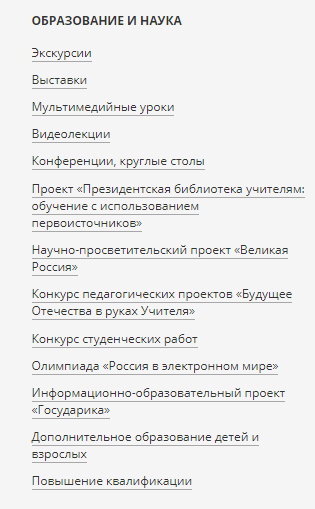 ОБРАЗОВАНИЕ И НАУКА
Экскурсии
Выставки
Мультимедийные уроки
Видеолекции
Конференции, круглые столы
Проект «Президентская библиотека учителям:
обучение с использованием
первоисточников»
Научно-просветительский проект «Великая
Россия»
Конкурс педагогических проектов «Будущее
Отечества в руках Учителя»
Конкурс студенческих работ
Олимпиада «Россия в электронном мире»
Информационно-образовательный проект
«Государика»
Дополнительное образование детей и
взрослых
Повышение квалификации